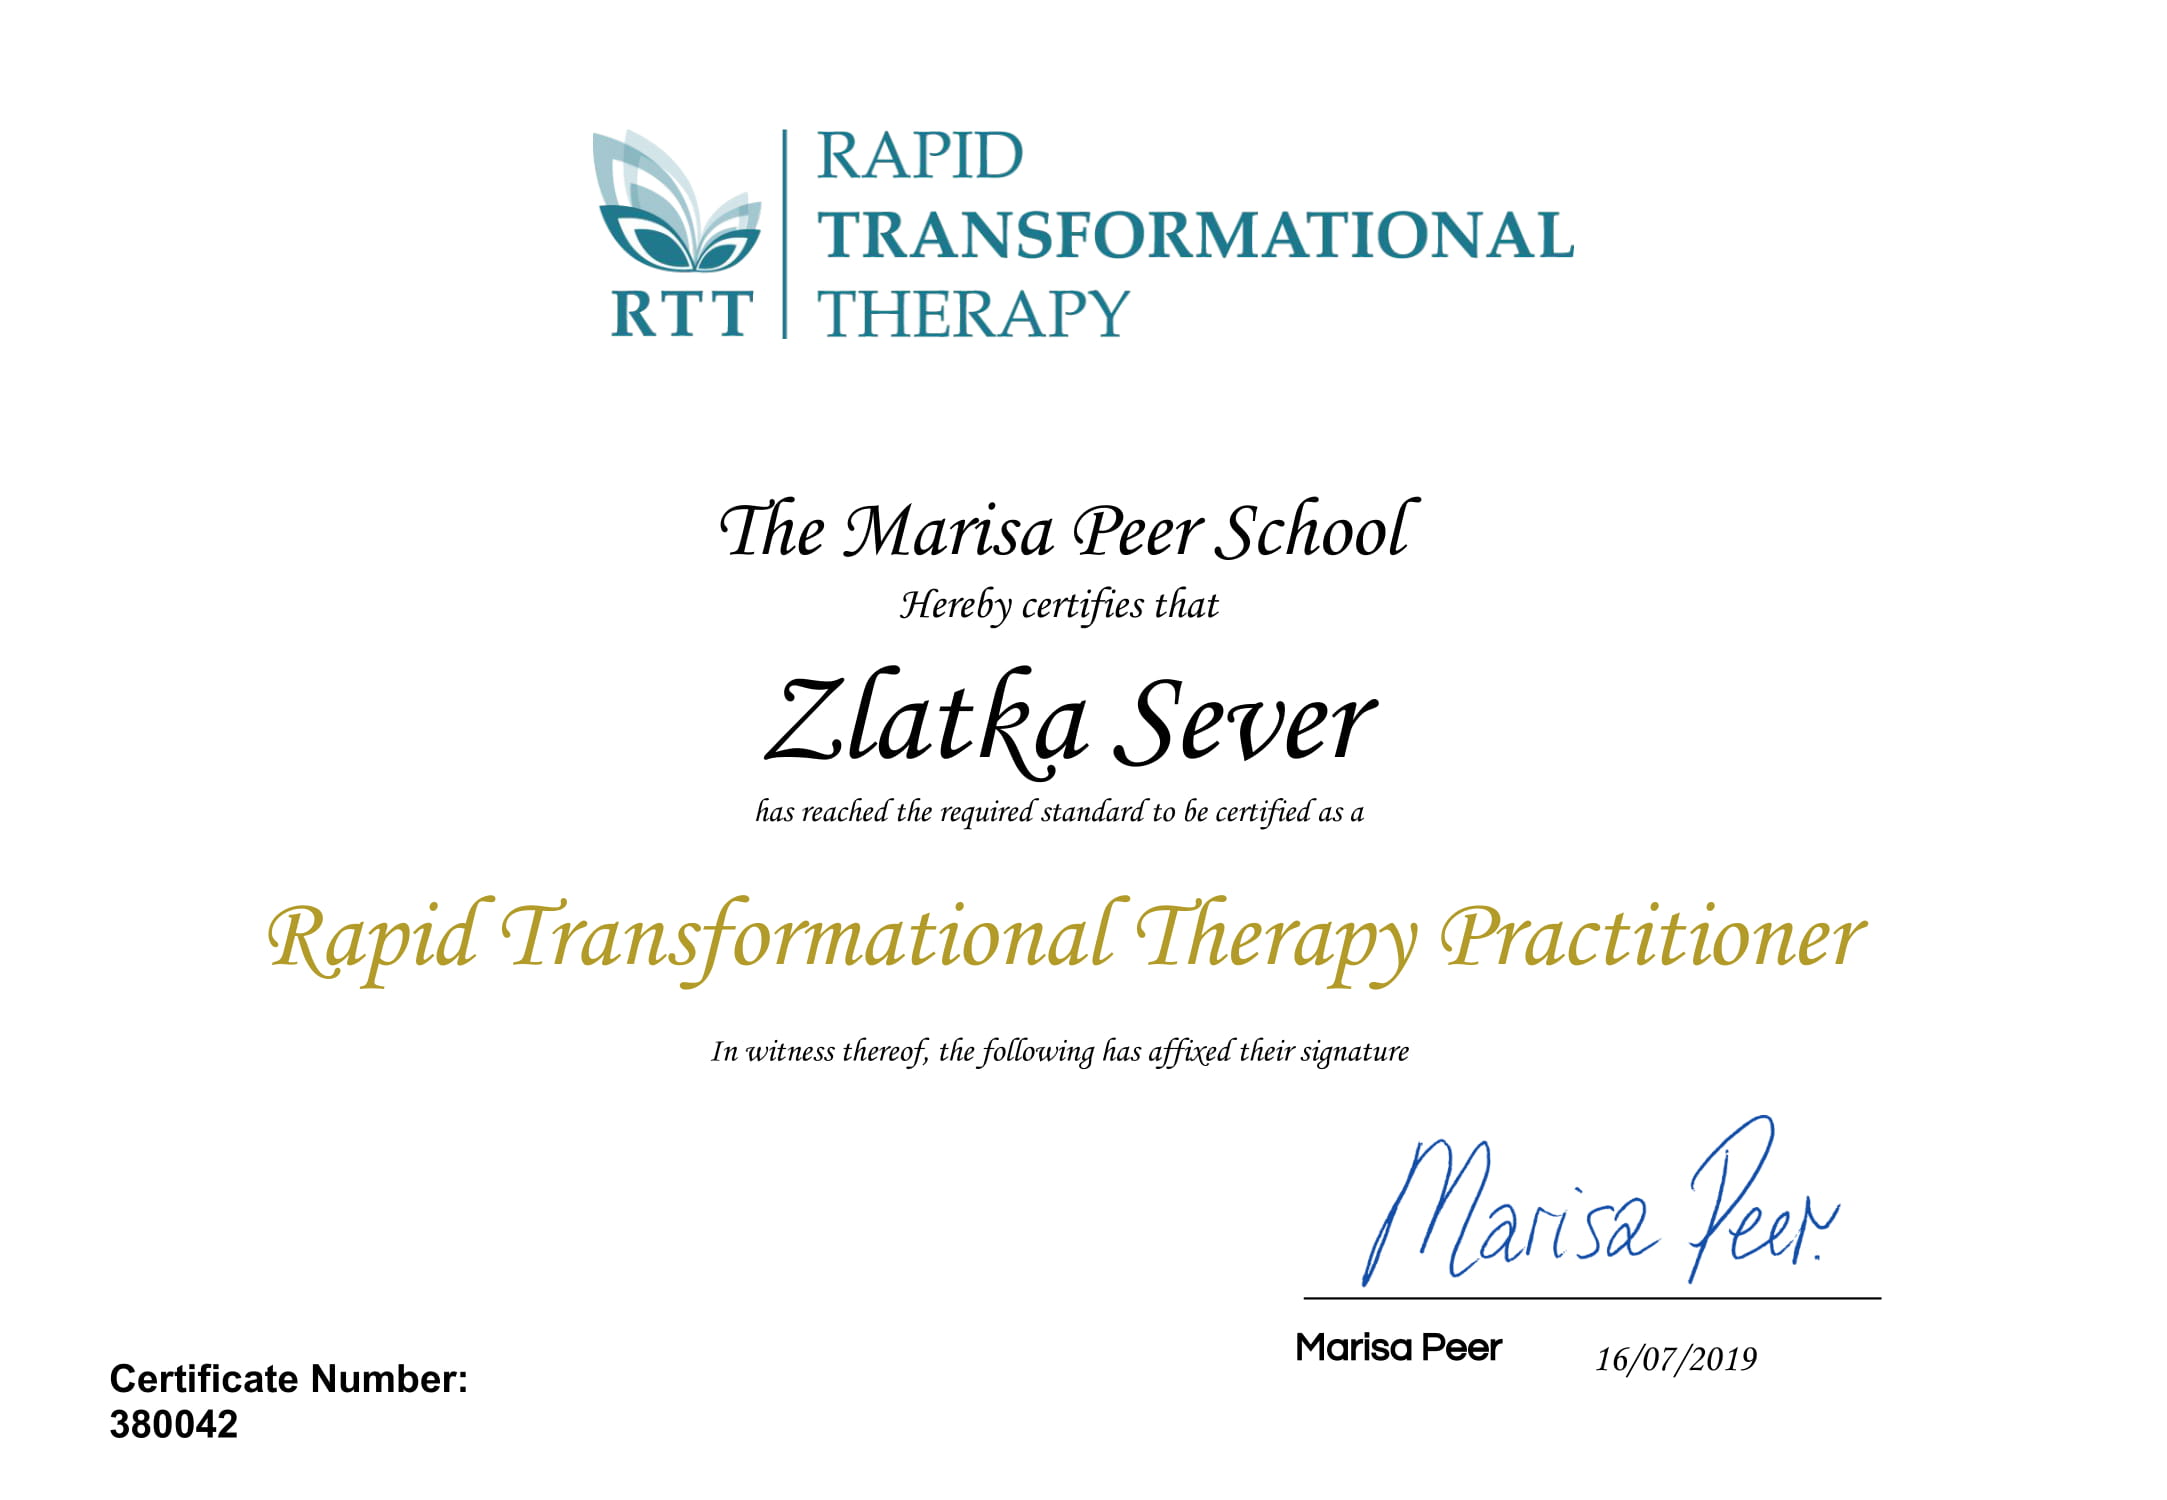 RAPID
TRANSFORMATIONAL
RTT
THERAPY
The Marisa Peer School
Hereby certifies that
Zlatka Sever
has reached the required standard to be certified as a
Rapid Transformational Therapy Practitioner
In witness thereof, the following has affixed their signature
Marisa Peer.
Marisa Peer
16/07/2019
Certificate Number:
380042